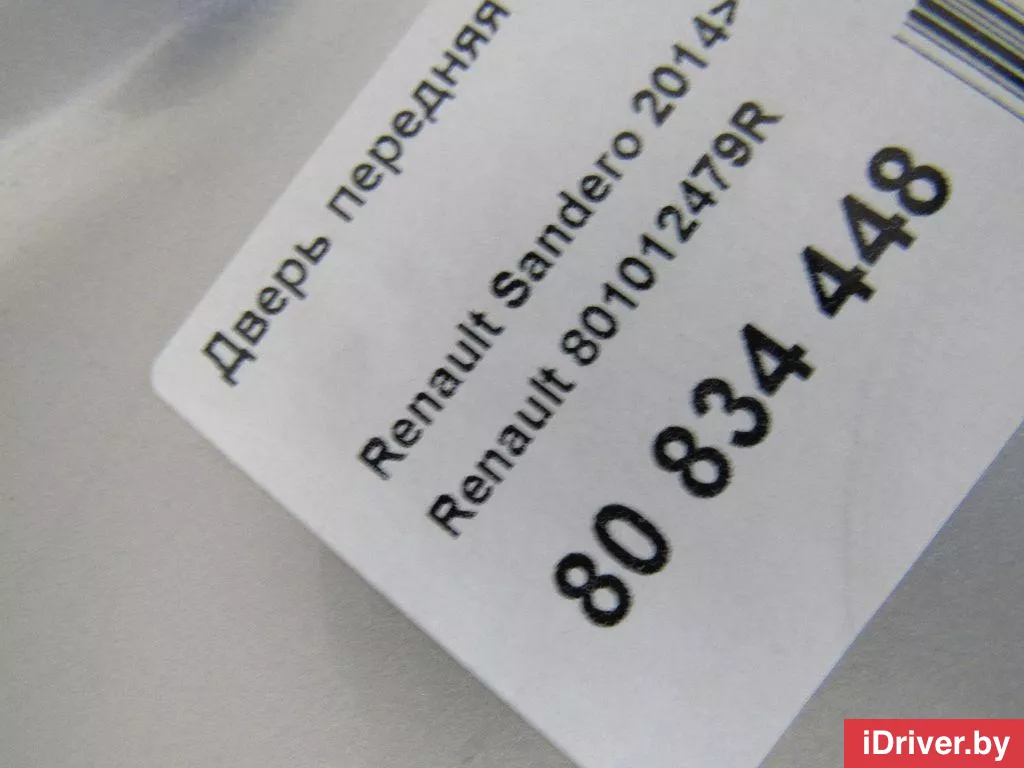 Дверь передняя
Renault Sandero 2014>
Renault 801012479R
80 834 448
iDriver.by